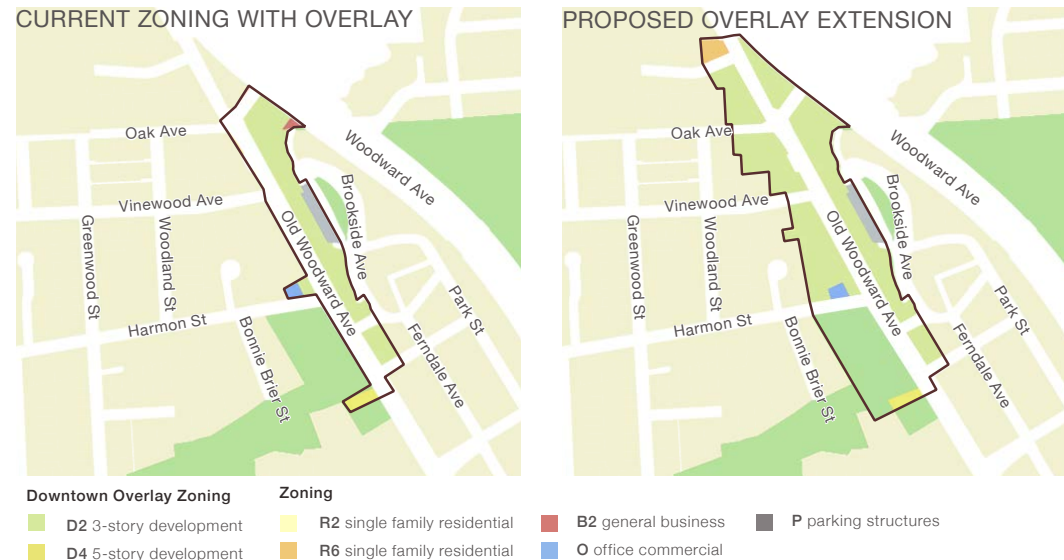 CURRENT ZONING WITH OVERLAY
Oak Ave
Woodward Ave
Vinewood Ave
Brookside Ave
Greenwood St
Woodland St
Old Woodward Ave
Harmon St
Bonnie Brier St
Park St
Ferndale Ave
PROPOSED OVERLAY EXTENSION
Oak Ave
Woodward Ave
Vinewood Ave
Brookside Ave
Greenwood St
Woodland St
Old Woodward Ave
Harmon St
Bonnie Brier St
Park St
Ferndale Ave
Downtown Overlay Zoning
D2 3-story development
D4 5-story development
Zoning
R2 single family residential
R6 single family residential
B2 general business
O office commercial
P parking structures